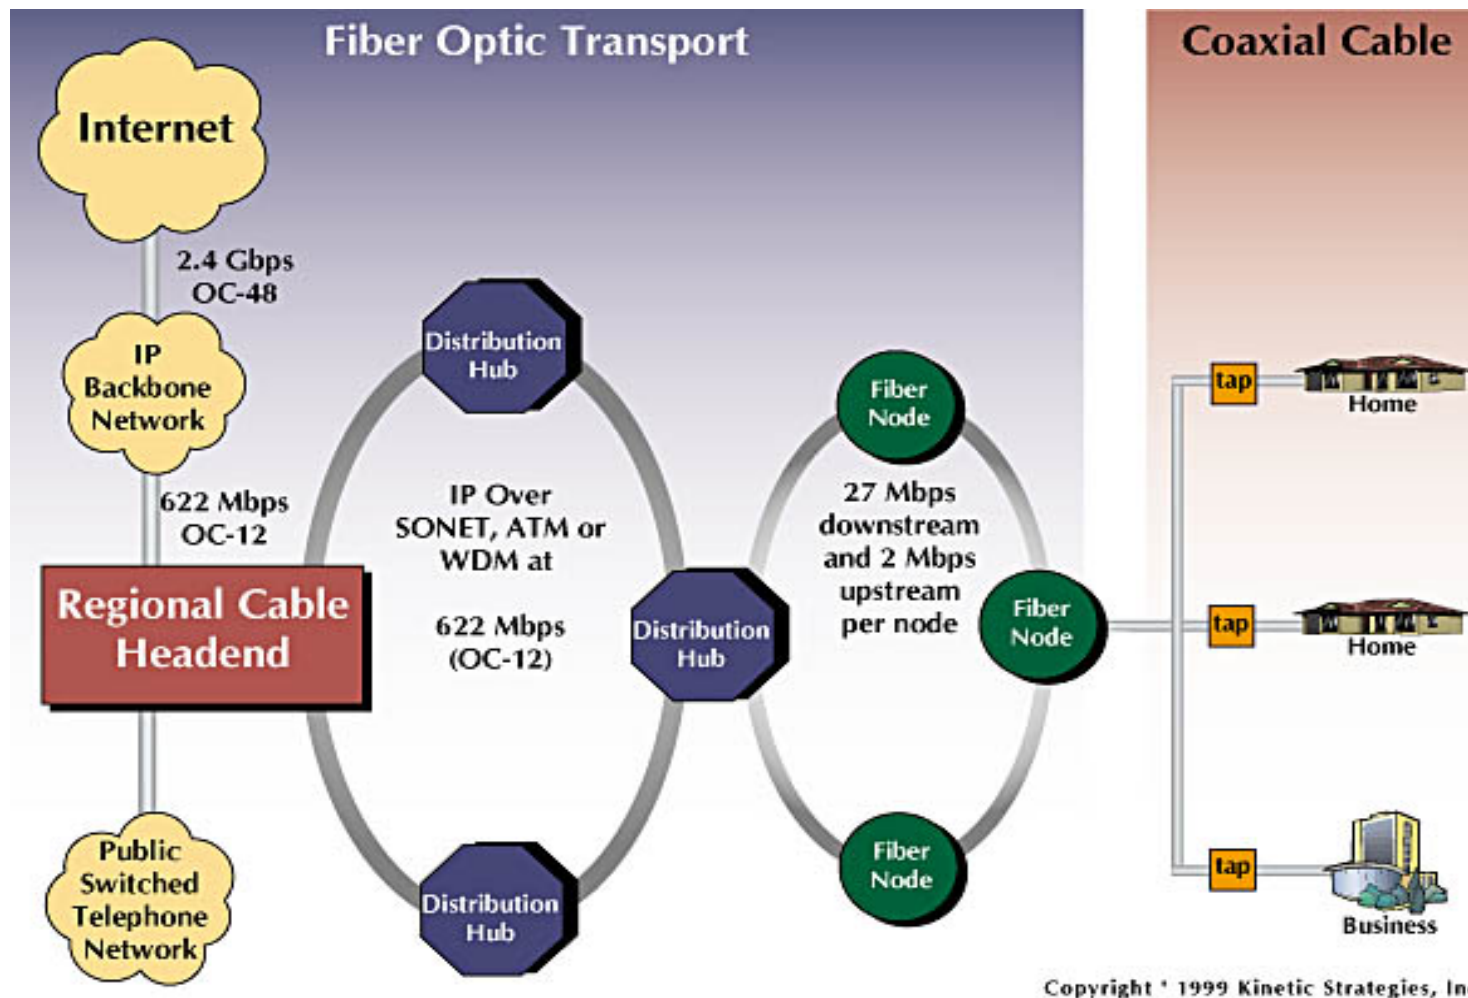 Fiber Optic Transport
Coaxial Cable
Internet
2.4 Gbps
OC-48
IP
Backbone
Network
622 Mbps
OC-12
Regional Cable
Headend
Public
Switched
Telephone
Network
Distribution
Hub
IP Over
SONET, ATM or
WDM at
622 Mbps
(OC-12)
Distribution
Hub
Distribution
Hub
Fiber
Node
27 Mbps
downstream
and 2 Mbps
upstream
per node
Fiber
Node
Fiber
Node
tap
Home
tap
Home
tap
Business
Copyright * 1999 Kinetic Strategies, In